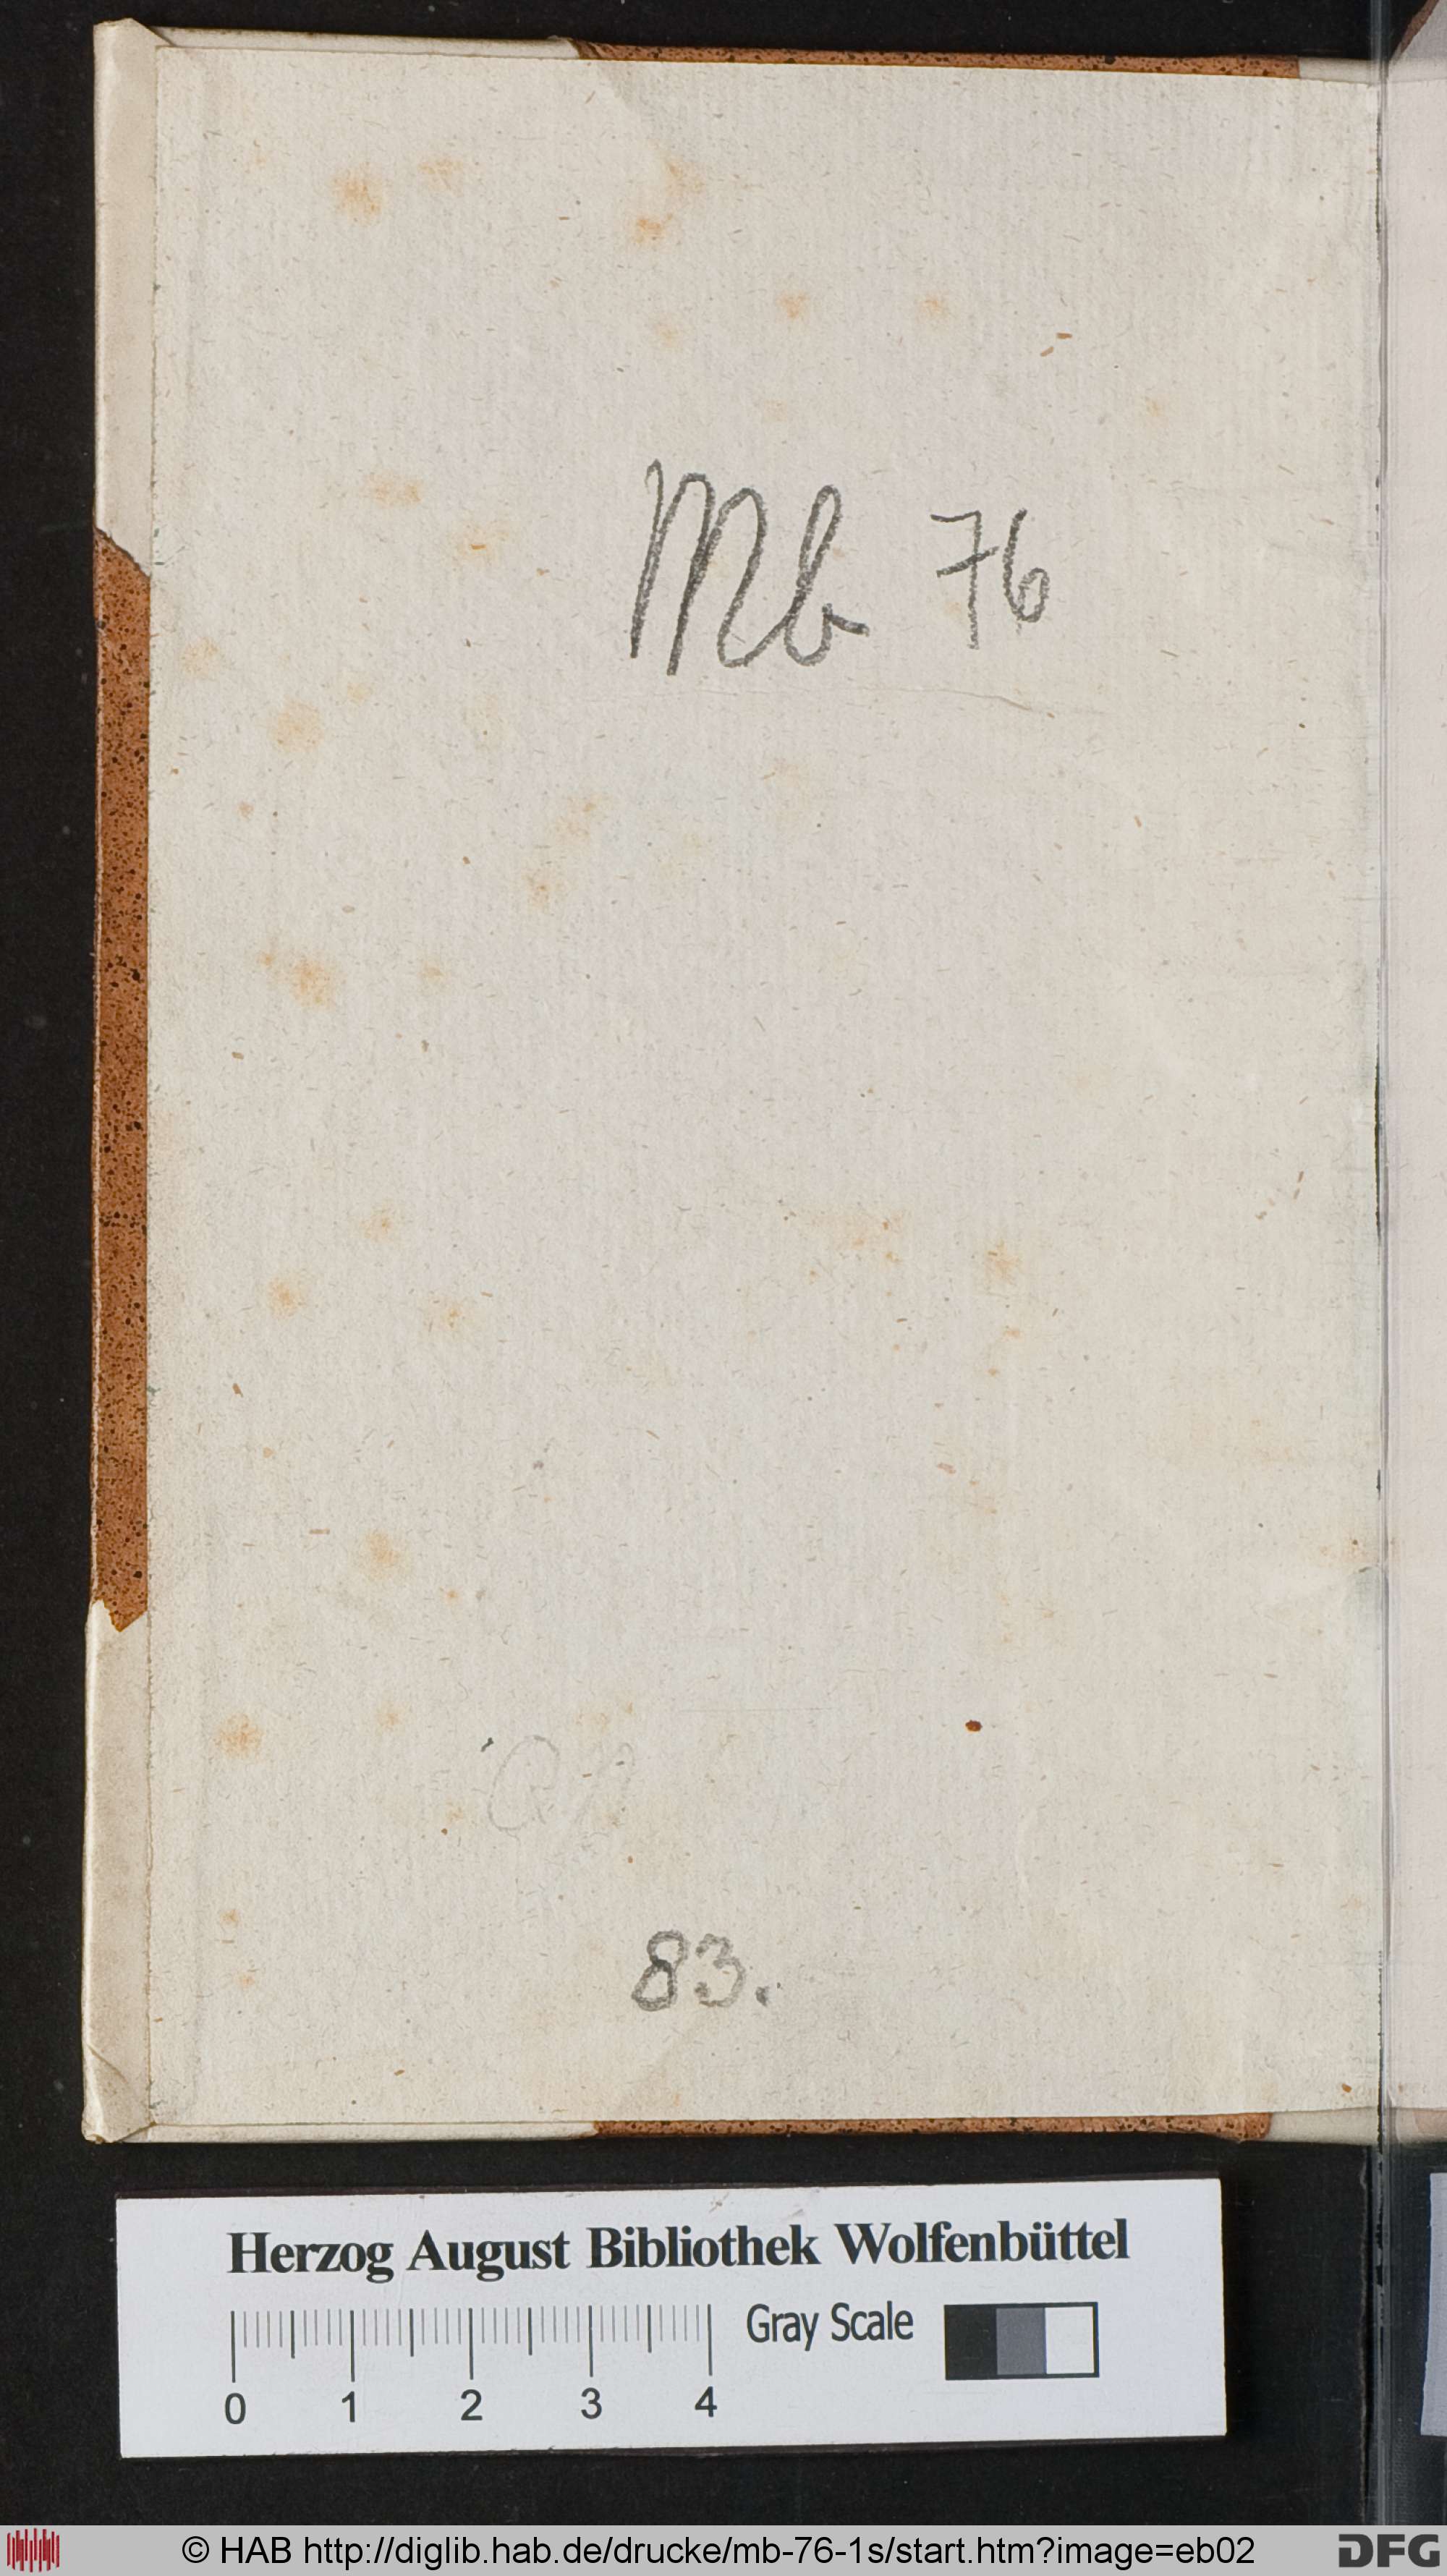 Mb 76
83.
Herzog August Bibliothek Wolfenbüttel
Gray Scale
0 1 2 3 4
© HAB http://diglib.hab.de/drucke/mb-76-1s/start.htm?image=eb02
DFG